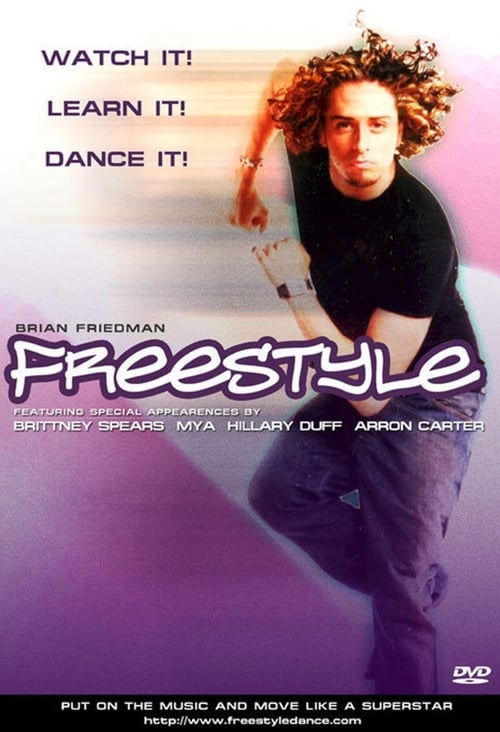 WATCH IT!
LEARN IT!
DANCE IT!
BRIAN FRIEDMAN
FREESTYLE
FEATURING SPECIAL APPEARENCES BY
BRITTNEY SPEARS MYA HILLARY DUFF ARRON CARTER
DVD
PUT ON THE MUSIC AND MOVE LIKE A SUPERSTAR
http://www.freestyledance.com